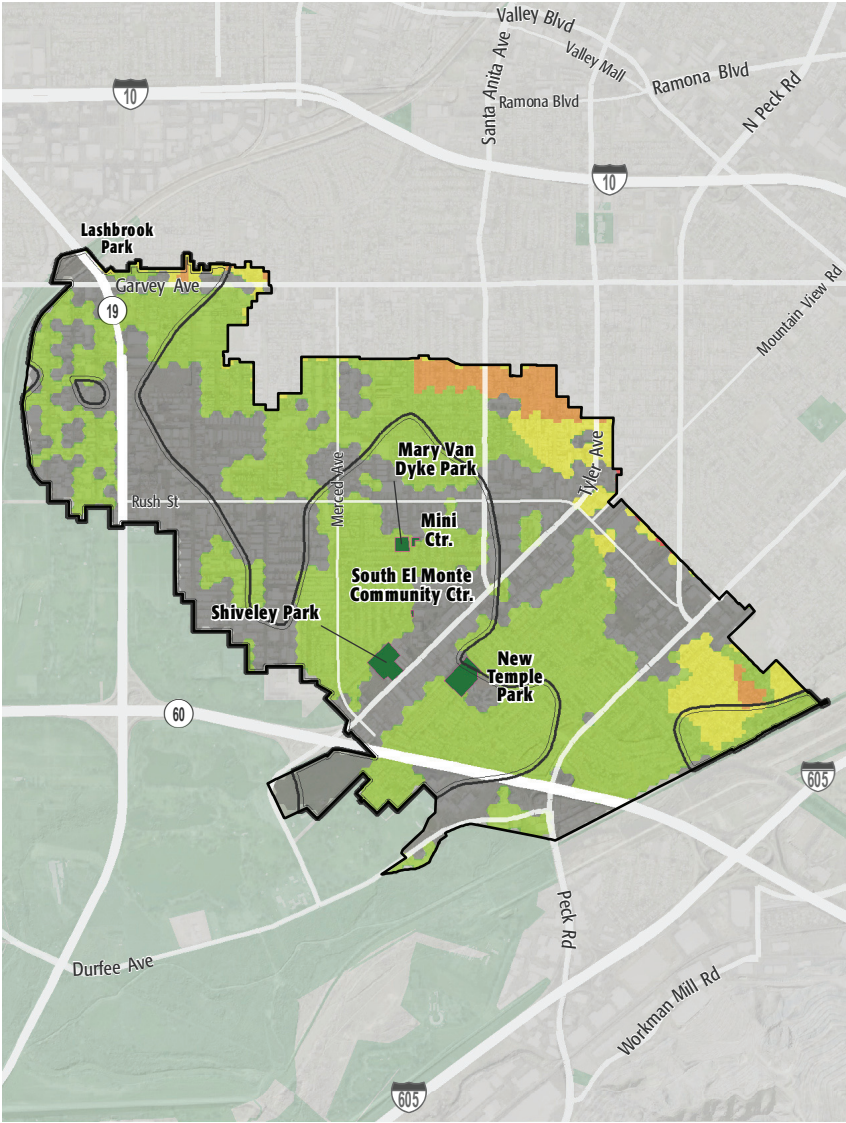 Valley Blvd
Valley Mall
Santa Anita Ave
Ramona Blvd
Ramona Blvd
N Peck Rd
10
10
Lashbrook
Park
Garvey Ave
19
Mountain View Rd
Mary Van
Dyke Park
Tyler Ave
Merced Ave
Rush St
Mini
Ctr.
South El Monte
Community Ctr.
Shiveley Park
New
Temple
Park
60
605
Peck Rd
Durfee Ave
Workman Mill Rd
605